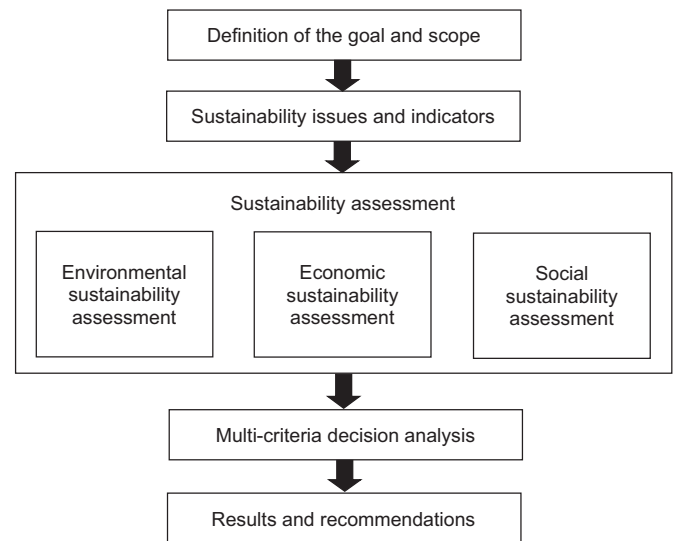 Definition of the goal and scope
Sustainability issues and indicators
Sustainability assessment
Environmental
sustainability
assessment
Economic
sustainability
assessment
Social
sustainability
assessment
Multi-criteria decision analysis
Results and recommendations